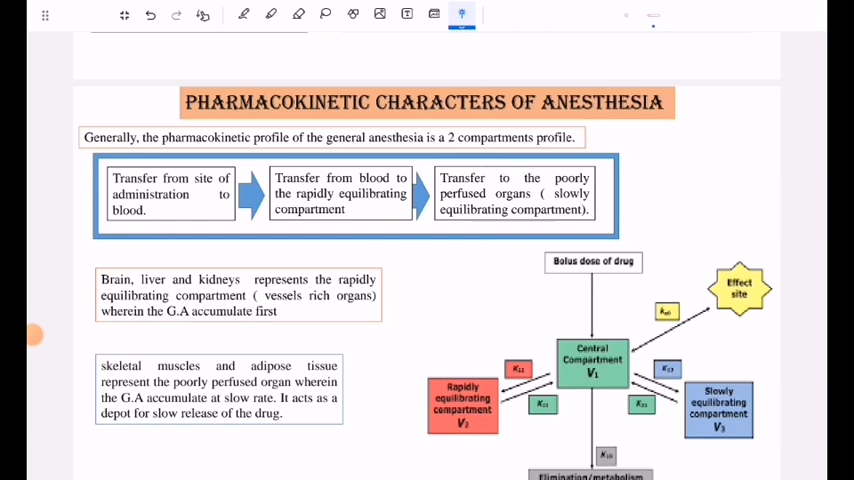 PHARMACOKINETIC CHARACTERS OF ANESTHESIA
Generally, the pharmacokinetic profile of the general anesthesia is a 2 compartments profile.
Transfer from site of
administration to
blood.
Transfer from blood to
the rapidly equilibrating
compartment
Transfer to the poorly
perfused organs ( slowly
equilibrating compartment).
Brain, liver and kidneys represents the rapidly
equilibrating compartment ( vessels rich organs)
wherein the G.A accumulate first
skeletal muscles and adipose tissue
represent the poorly perfused organ wherein
the G.A accumulate at slow rate. It acts as a
depot for slow release of the drug.
Bolus dose of drug
Effect
site
Central
Compartment
V1
K12
K13
Rapidly
equilibrating
compartment
V2
Slowly
equilibrating
compartment
V3
K21
K31
K10
Elimination/metabolism